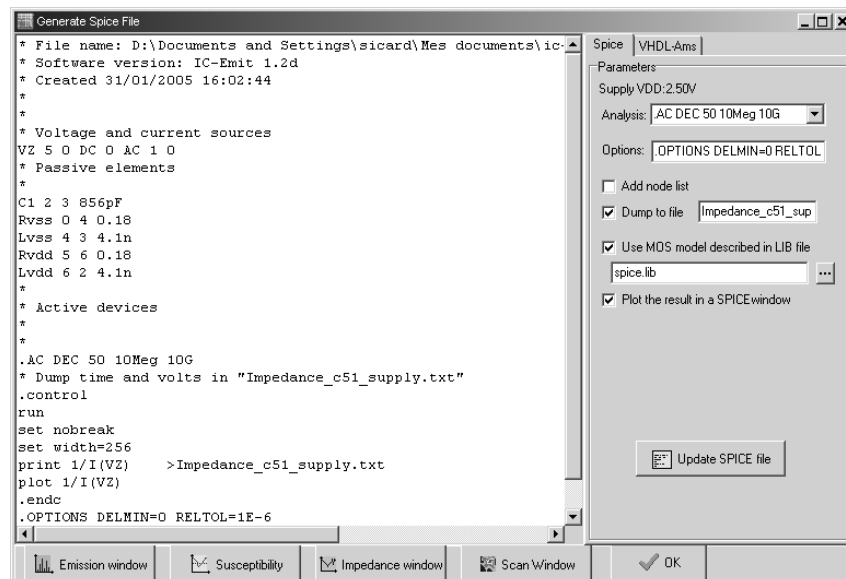 Generate Spice File
* File name: D:\Documents and Settings\sicard\Mes documents\ic-
* Software version: IC-Emit 1.2d
* Created 31/01/2005 16:02:44
*
*
* Voltage and current sources
VZ 5 0 DC 0 AC 1 0
* Passive elements
*
C1 2 3 856pF
Rvss 0 4 0.18
Lvss 4 3 4.1n
Rvdd 5 6 0.18
Lvdd 6 2 4.1n
*
* Active devices
*
*
.AC DEC 50 10Meg 10G
* Dump time and volts in "Impedance_c51_supply.txt"
.control
run
set nobreak
set width=256
print 1/I(VZ) >Impedance_c51_supply.txt
plot 1/I(VZ)
.endc
.OPTIONS DELMIN=0 RELTOL=1E-6
Spice VHDL-Ams
Parameters
Supply VDD:2.50V
Analysis: .AC DEC 50 10Meg 10G
Options: .OPTIONS DELMIN=0 RELTOL
Add node list
Dump to file Impedance_c51_sup
Use MOS model described in LIB file
spice.lib ...
Plot the result in a SPICE window
Update SPICE file
Emission window Susceptibility Impedance window Scan Window OK